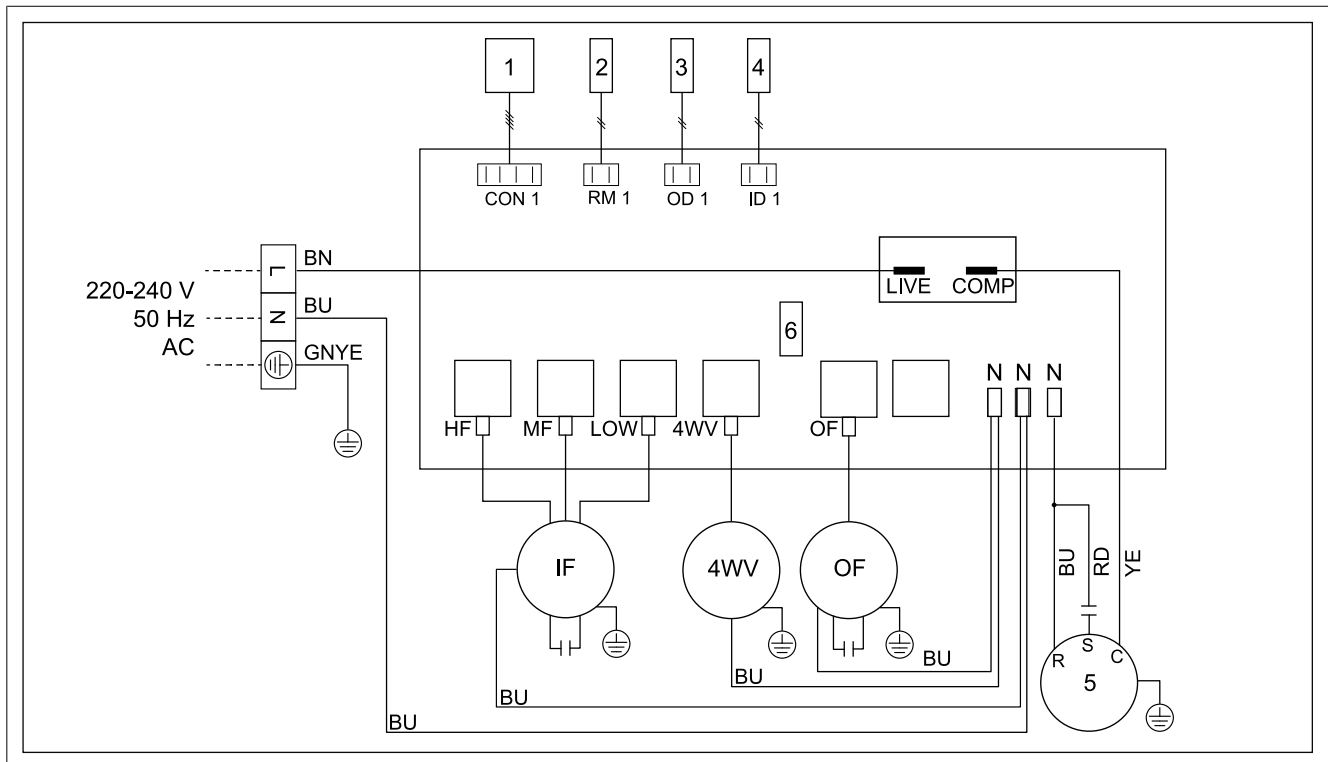 1 2 3 4
CON 1 RM 1 OD 1 ID 1
L BN
LIVE COMP
220-240 V
N BU
50 Hz
6
AC
GNYE
N N N
HF MF LOW 4WV OF
BU RD YE
IF 4WV OF
R S C
5
BU
BU
BU
BU